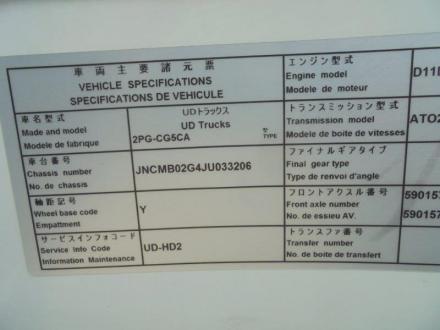 車両主要諸元票
VEHICLE SPECIFICATIONS
SPECIFICATIONS DE VEHICULE
車名型式
Made and model
Modele de fabrique
UDトラックス
UD Trucks
2PG-CG5CA
型
TYPE
車台番号
Chassis number
No. de chassis
JNCMB02G4JU033206
軸距記号
Wheel base code
Empattment
Y
サービスインフォコード
Service info Code
Information Maintenance
UD-HD2
エンジン型式
Engine model
Modele de moteur
D11
トランスミッション型式
Transmission model
Modele de boite de vitesses
ATO2
ファイナルギアタイプ
Final gear type
Type de renvoi d'angle
フロントアクスル番号
Front axle number
No de essieu AV.
590157
590157
トランスファ番号
Transfer number
No de boite de transfert